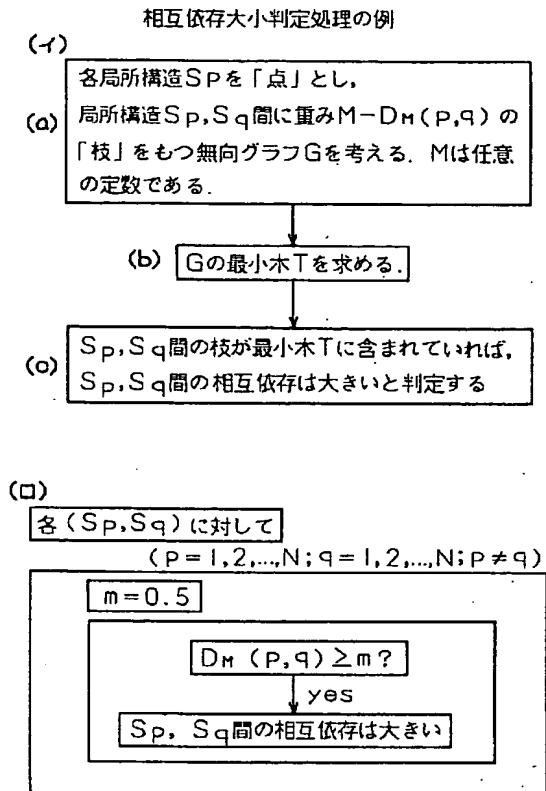 相互依存大小判定処理の例
(イ)
(a)
各局所構造Spを「点」とし,
局所構造Sp,Sq間に重みM-DM(p,q)の
「枝」をもつ無向グラフGを考える. Mは任意
の定数である.
(b) Gの最小木Tを求める.
(c)
Sp,Sq間の枝が最小木Tに含まれていれば,
Sp,Sq間の相互依存は大きいと判定する
(ロ)
各(Sp,Sq)に対して
(p=1,2,...,N;q=1,2,...,N;p≠q)
m=0.5
DM (p,q)≥m?
yes
Sp, Sq間の相互依存は大きい